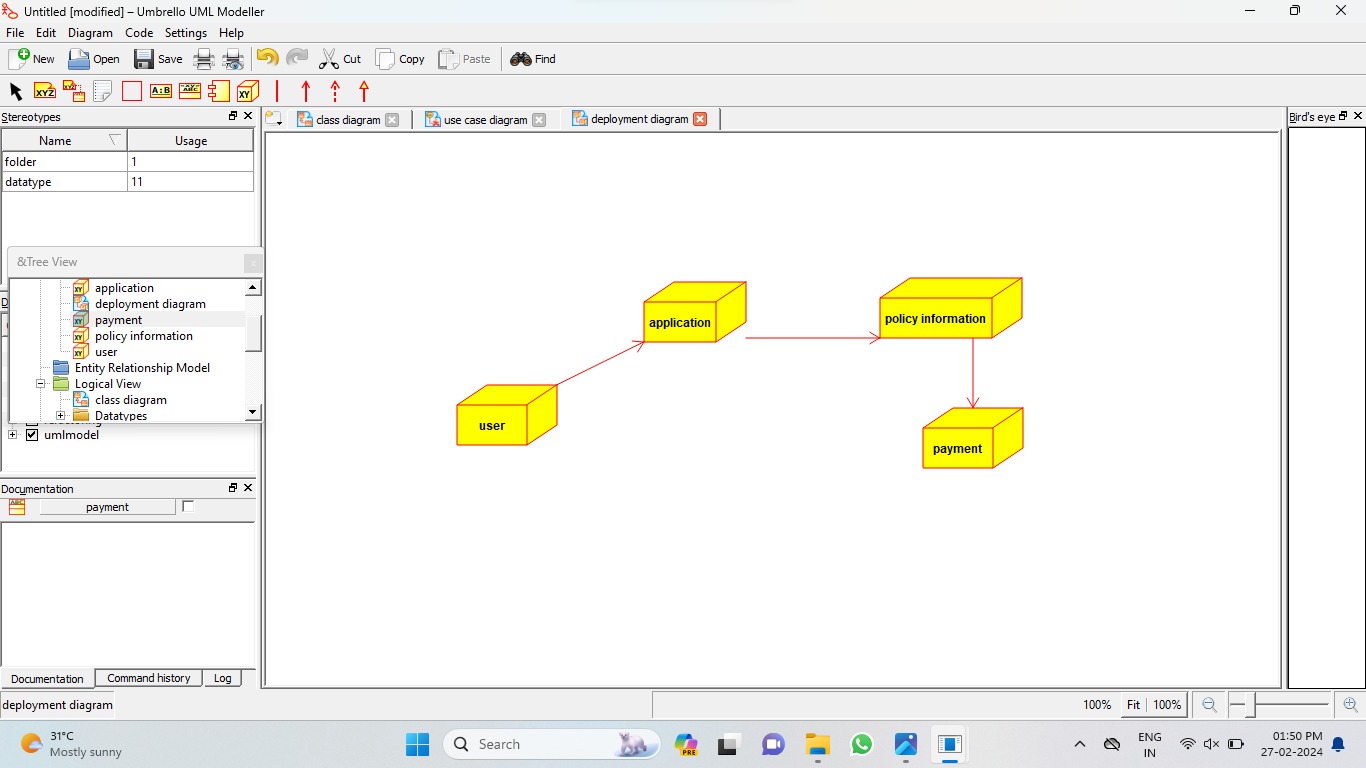 Untitled [modified] – Umbrello UML Modeller
File Edit Diagram Code Settings Help
New Open Save Cut Copy Paste Find
XYZ XYZ A:B ABC XY
Stereotypes
class diagram use case diagram deployment diagram
Bird's eye
Name Usage
folder 1
datatype 11
&Tree View
application
deployment diagram
payment
policy information
user
Entity Relationship Model
Logical View
class diagram
Datatypes
umlmodel
application
policy information
user
payment
Documentation
payment
Documentation Command history Log
deployment diagram 100% Fit 100%
31°C
Mostly sunny
Search
PRE
ENG
IN
01:50 PM
27-02-2024